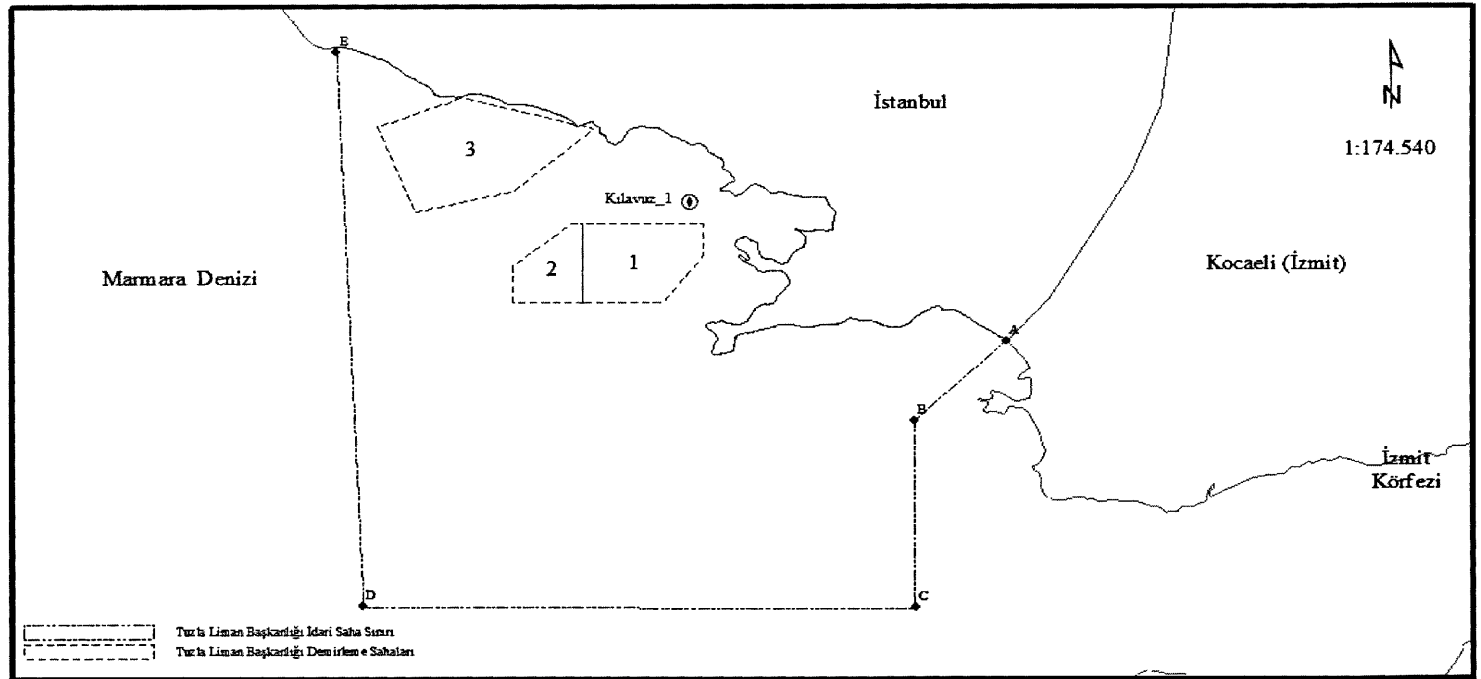 E
İstanbul
N
1:174.540
3
Kılavuz_1
2
1
Marmara Denizi
Kocaeli (İzmit)
A
B
İzmit
Körfezi
D
C
Tuzla Liman Başkanlığı İdari Saha Sınırı
Tuzla Liman Başkanlığı Demirleme Sahaları